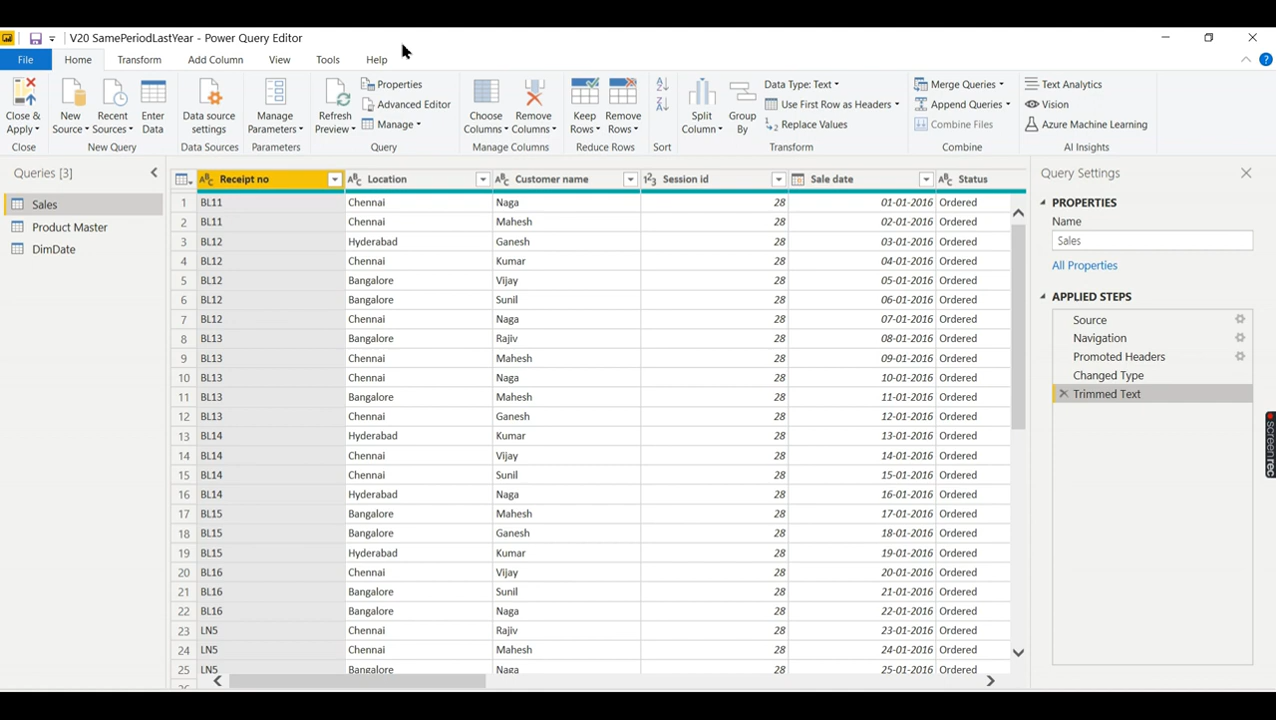 V20 SamePeriodLastYear - Power Query Editor
File Home Transform Add Column View Tools Help
Close & Apply
Close
New Source
Recent Sources
Enter Data
New Query
Data source settings
Data Sources
Manage Parameters
Parameters
Refresh Preview
Properties
Advanced Editor
Manage
Query
Choose Columns
Remove Columns
Manage Columns
Keep Rows
Remove Rows
Reduce Rows
Sort
Split Column
Group By
Data Type: Text
Use First Row as Headers
Replace Values
Transform
Merge Queries
Append Queries
Combine Files
Combine
Text Analytics
Vision
Azure Machine Learning
AI Insights
Queries [3]
Sales
Product Master
DimDate
Receipt no Location Customer name Session id Sale date Status
1 BL11 Chennai Naga 28 01-01-2016 Ordered
2 BL11 Chennai Mahesh 28 02-01-2016 Ordered
3 BL12 Hyderabad Ganesh 28 03-01-2016 Ordered
4 BL12 Chennai Kumar 28 04-01-2016 Ordered
5 BL12 Bangalore Vijay 28 05-01-2016 Ordered
6 BL12 Bangalore Sunil 28 06-01-2016 Ordered
7 BL12 Chennai Naga 28 07-01-2016 Ordered
8 BL13 Bangalore Rajiv 28 08-01-2016 Ordered
9 BL13 Chennai Mahesh 28 09-01-2016 Ordered
10 BL13 Chennai Naga 28 10-01-2016 Ordered
11 BL13 Bangalore Mahesh 28 11-01-2016 Ordered
12 BL13 Chennai Ganesh 28 12-01-2016 Ordered
13 BL14 Hyderabad Kumar 28 13-01-2016 Ordered
14 BL14 Chennai Vijay 28 14-01-2016 Ordered
15 BL14 Chennai Sunil 28 15-01-2016 Ordered
16 BL14 Hyderabad Naga 28 16-01-2016 Ordered
17 BL15 Bangalore Mahesh 28 17-01-2016 Ordered
18 BL15 Bangalore Ganesh 28 18-01-2016 Ordered
19 BL15 Hyderabad Kumar 28 19-01-2016 Ordered
20 BL16 Chennai Vijay 28 20-01-2016 Ordered
21 BL16 Bangalore Sunil 28 21-01-2016 Ordered
22 BL16 Bangalore Naga 28 22-01-2016 Ordered
23 LN5 Chennai Rajiv 28 23-01-2016 Ordered
24 LN5 Chennai Mahesh 28 24-01-2016 Ordered
25 LN5 Bangalore Naga 28 25-01-2016 Ordered
Query Settings
PROPERTIES
Name
Sales
All Properties
APPLIED STEPS
Source
Navigation
Promoted Headers
Changed Type
Trimmed Text
screenrec